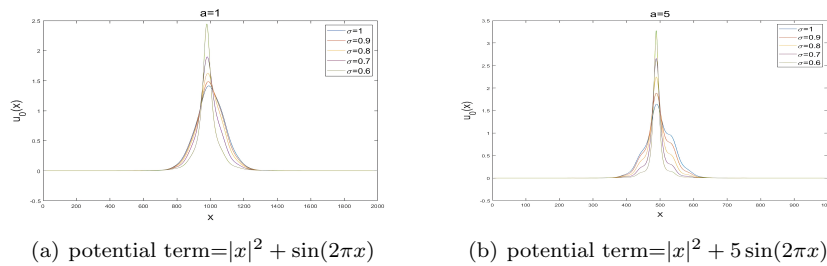 a=1
2.5
2
1.5
1
0.5
0
-0.5
u₀(x)
σ=1
σ=0.9
σ=0.8
σ=0.7
σ=0.6
0 200 400 600 800 1000 1200 1400 1600 1800 2000
x
(a) potential term=|x|² + sin(2πx)
a=5
3.5
3
2.5
2
1.5
1
0.5
0
-0.5
u₀(x)
σ=1
σ=0.9
σ=0.8
σ=0.7
σ=0.6
0 100 200 300 400 500 600 700 800 900
x
(b) potential term=|x|² + 5 sin(2πx)